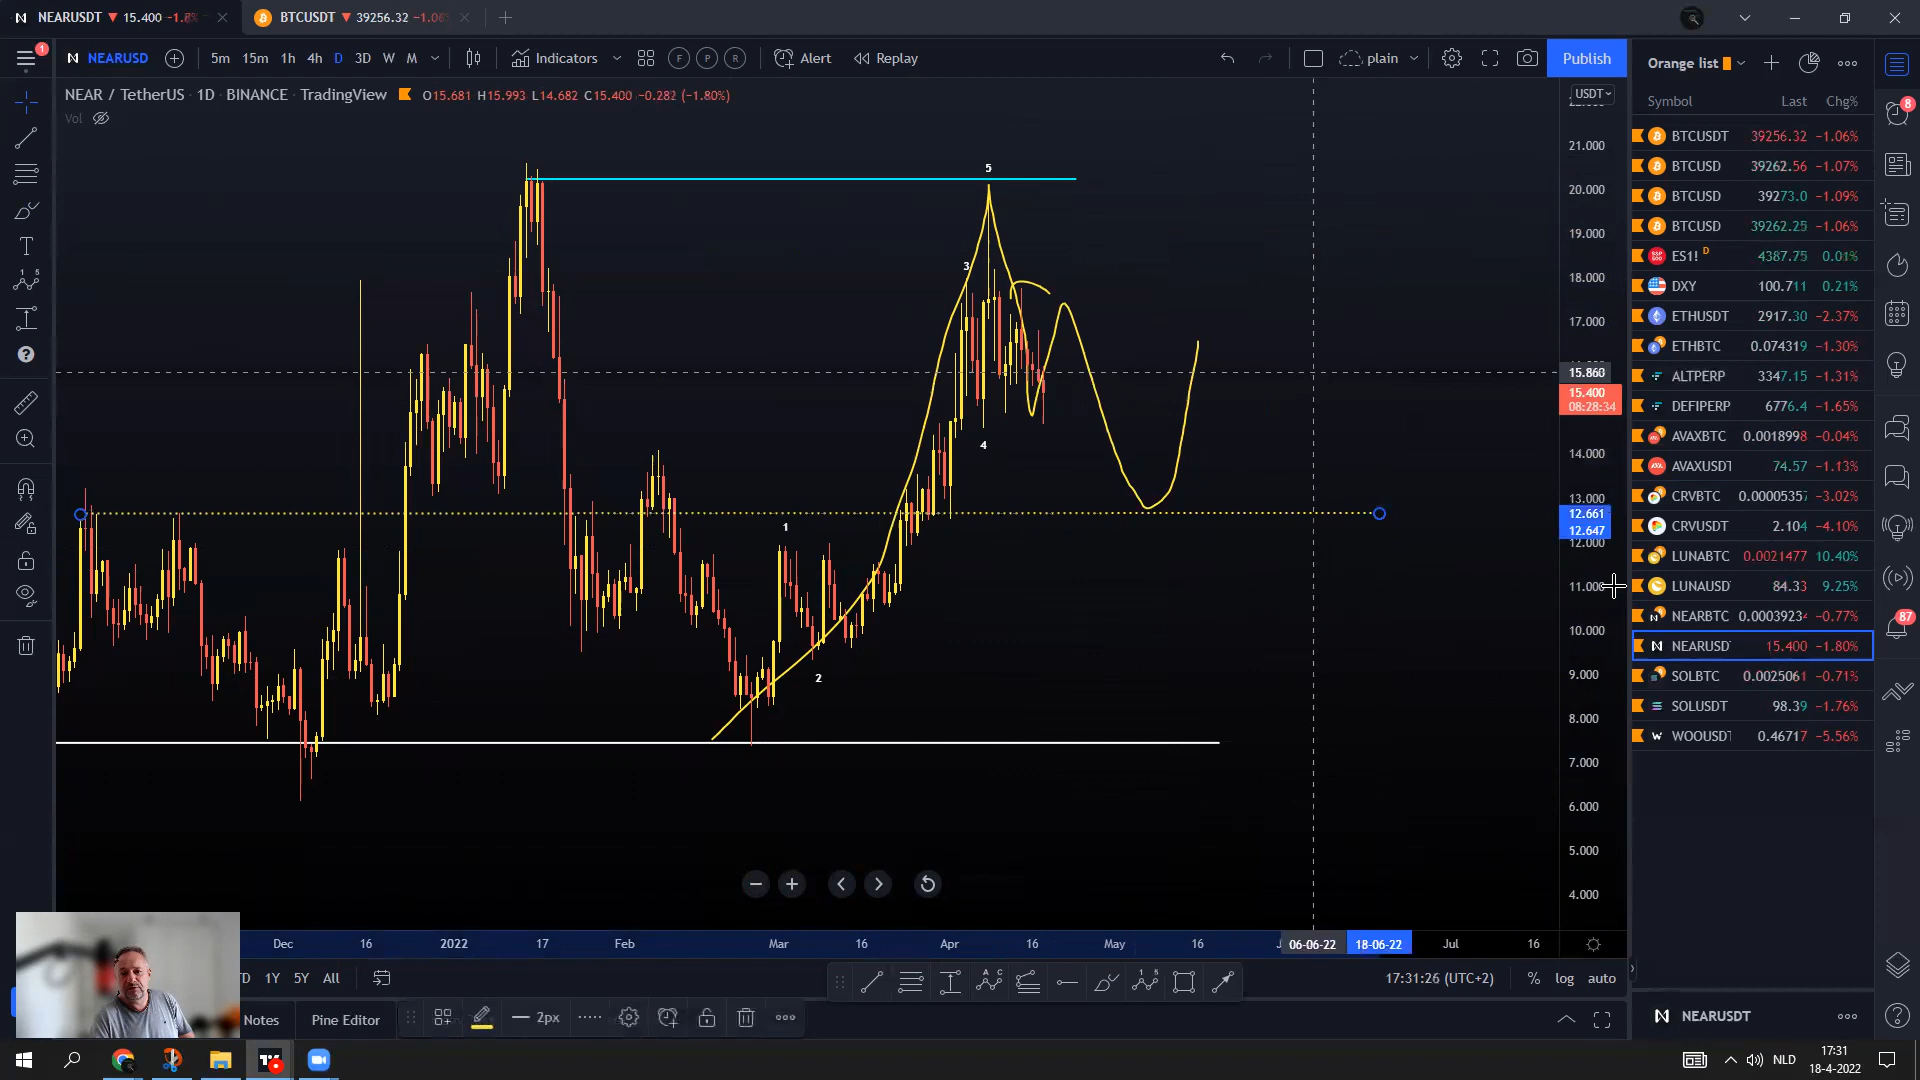 NEARUSDT ▼ 15.400 −1.8%
BTCUSDT ▼ 39256.32 −1.06
NEARUSD 5m 15m 1h 4h D 3D W M Indicators F P R Alert Replay plain Publish
NEAR / TetherUS · 1D · BINANCE · TradingView O15.681 H15.993 L14.682 C15.400 −0.282 (−1.80%)
Vol
USDT
21.000
20.000
19.000
18.000
17.000
15.860
15.400
08:28:34
14.000
13.000
12.661
12.647
12.000
11.000
10.000
9.000
8.000
7.000
6.000
5.000
4.000
5
3
4
1
2
Dec 16 2022 17 Feb Mar 16 Apr 16 May 16 06-06-22 18-06-22 Jul 16
1Y 5Y All
17:31:26 (UTC+2) % log auto
Notes Pine Editor 2px
Orange list
Symbol Last Chg%
BTCUSDT 39256.32 −1.06%
BTCUSD 39262.56 −1.07%
BTCUSD 39273.0 −1.09%
BTCUSD 39262.25 −1.06%
ES1! D 4387.75 0.01%
DXY 100.711 0.21%
ETHUSDT 2917.30 −2.37%
ETHBTC 0.074319 −1.30%
ALTPERP 3347.15 −1.31%
DEFIPERP 6776.4 −1.65%
AVAXBTC 0.0018998 −0.04%
AVAXUSDT 74.57 −1.13%
CRVBTC 0.00005357 −3.02%
CRVUSDT 2.104 −4.10%
LUNABTC 0.0021477 10.40%
LUNAUSD 84.33 9.25%
NEARBTC 0.00039234 −0.77%
NEARUSD 15.400 −1.80%
SOLBTC 0.0025061 −0.71%
SOLUSDT 98.39 −1.76%
WOOUSDT 0.46717 −5.56%
NEARUSDT
1
8
87
NLD
17:31
18-4-2022